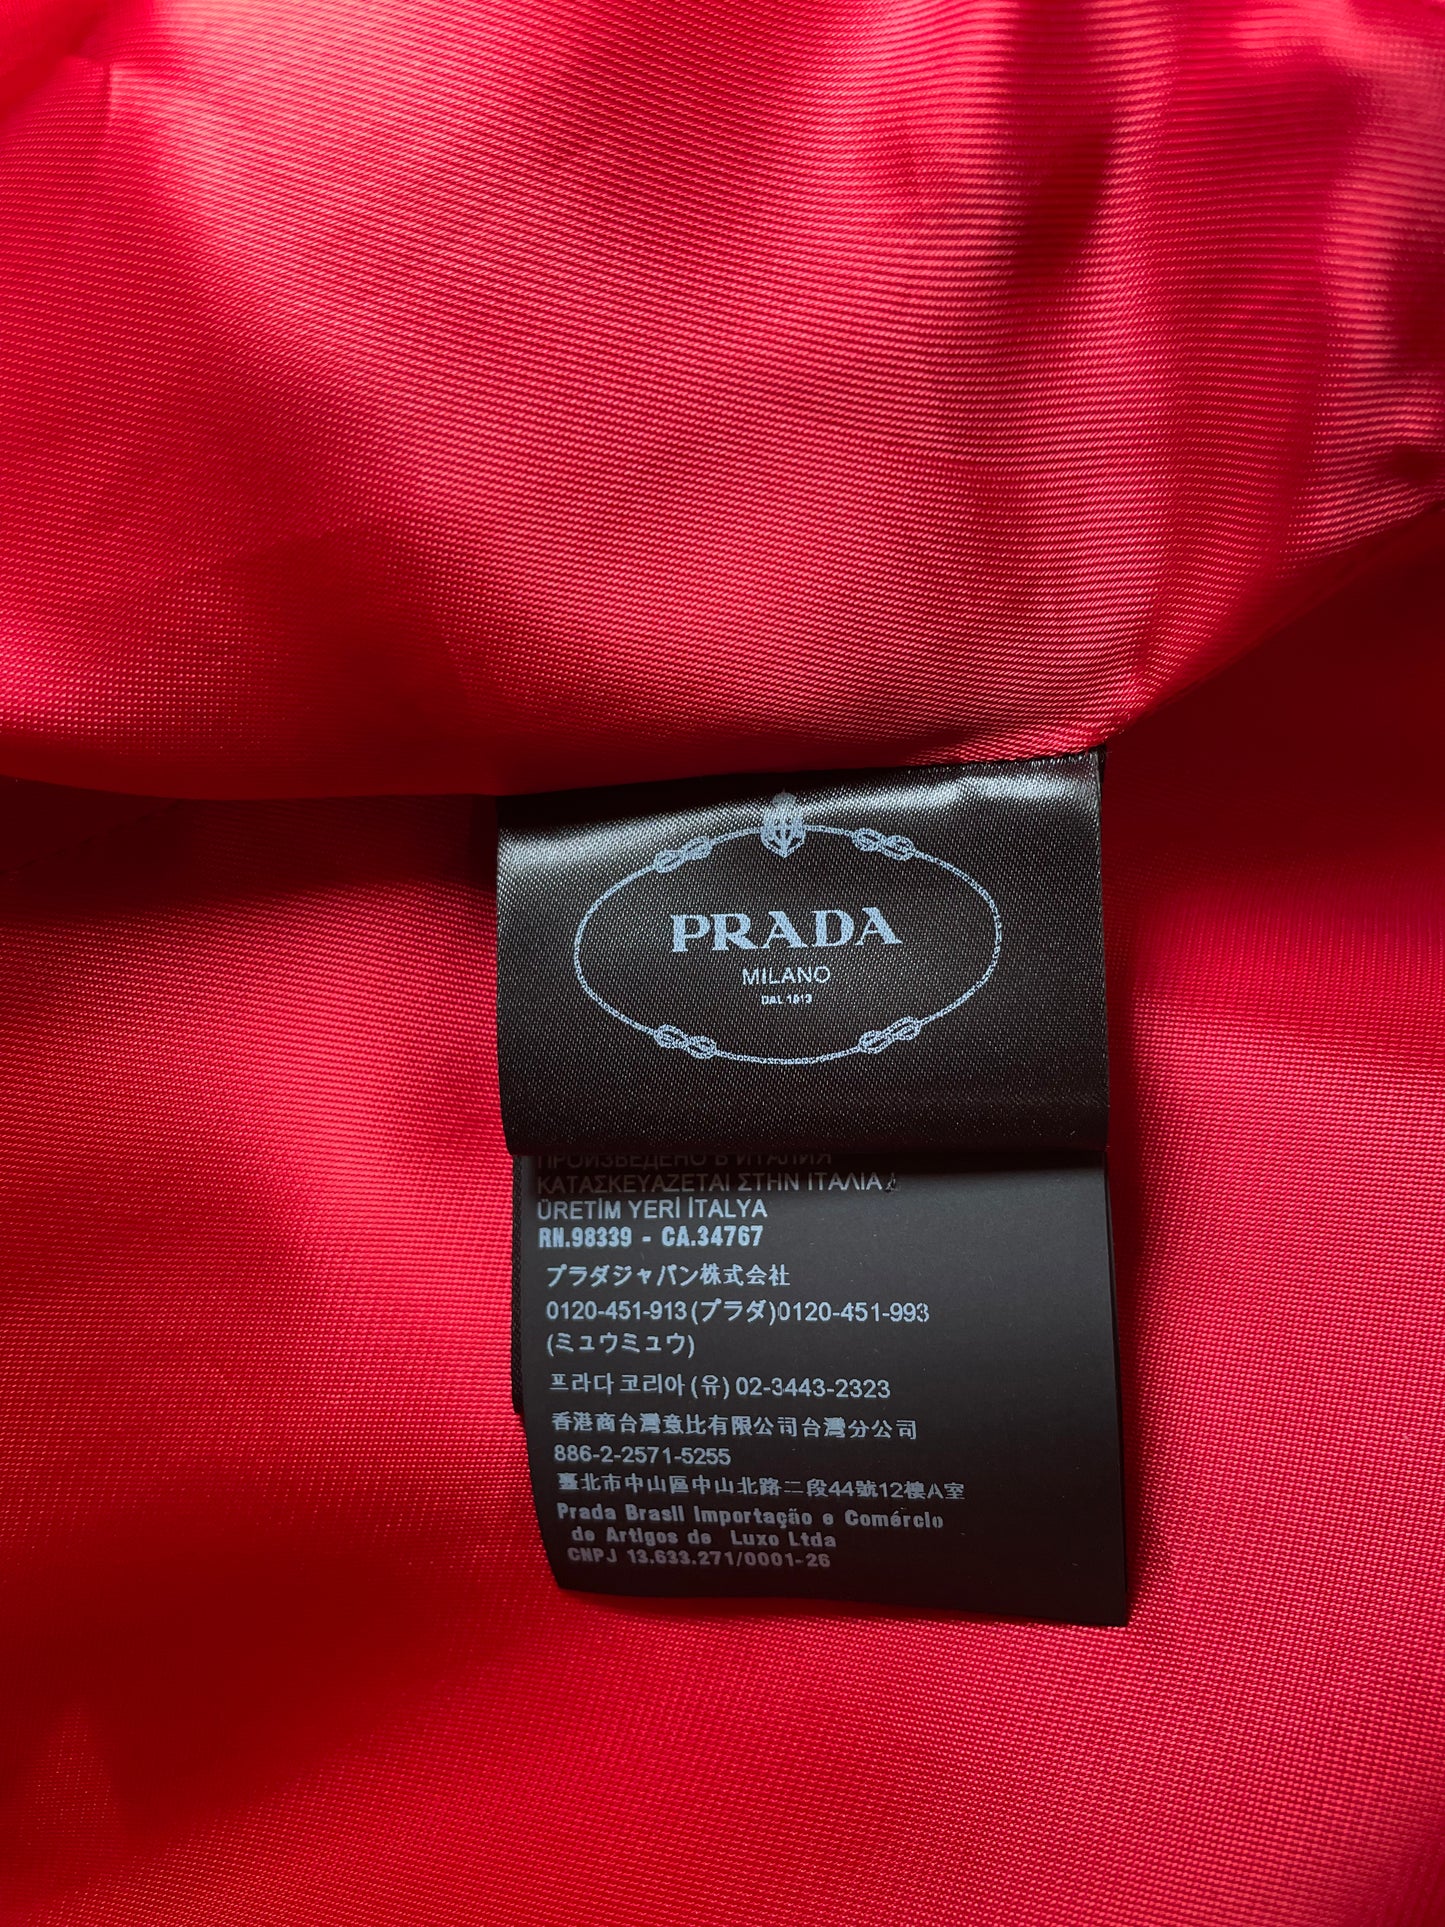 PRADA
MILANO
DAL 1913
ПРОИЗВЕДЕНО В ИТАЛИЯ
ΚΑΤΑΣΚΕΥΑΖΕΤΑΙ ΣΤΗΝ ΙΤΑΛΙΑ
ÜRETİM YERİ İTALYA
RN.98339 - CA.34767
プラダジャパン株式会社
0120-451-913(プラダ)0120-451-993
(ミュウミュウ)
프라다 코리아 (유) 02-3443-2323
香港商台灣意比有限公司台灣分公司
886-2-2571-5255
臺北市中山區中山北路二段44號12樓A室
Prada Brasil Importação e Comércio
de Artigos de Luxo Ltda
CNPJ 13.633.271/0001-26